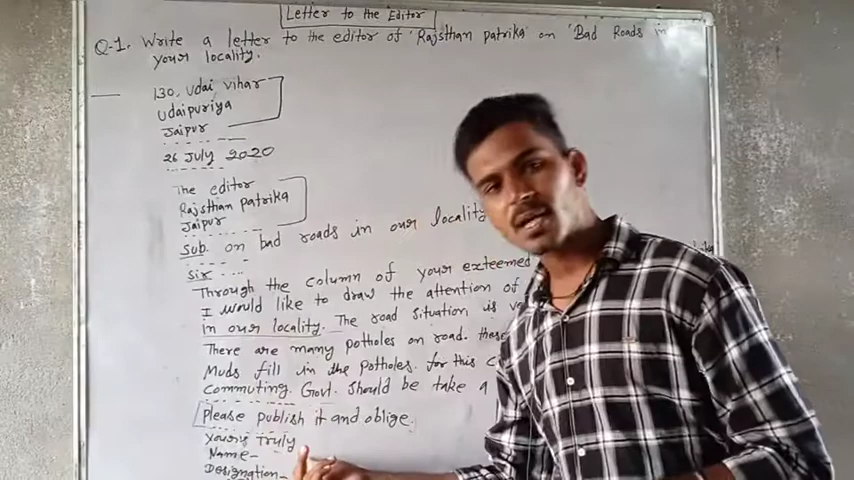 Letter to the Editor
Q-1. Write a letter to the editor of 'Rajsthan patrika' on 'Bad Roads in
your locality.
130, Udai vihar
Udaipuriya
Jaipur
26 July 2020
The editor
Rajsthan patrika
Jaipur
Sub. on bad roads in our locality
Sir
Through the column of your exteemed
I would like to draw the attention of
in our locality. The road situation is
There are many potholes on road.
Muds fill in the Potholes. for this
Commuting. Govt. should be take a
Please publish it and oblige.
Yours Truly
Name-
Designation-